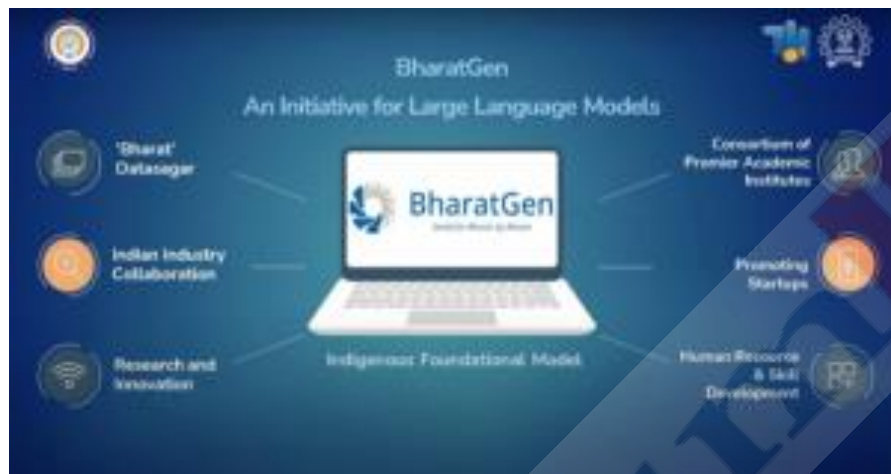 BharatGen
An Initiative for Large Language Models
'Bharat'
Datasagar
Indian Industry
Collaboration
Research and
Innovation
BharatGen
Indigenous Foundational Model
Consortium of
Premier Academic
Institutes
Promoting
Startups
Human Resource
& Skill
Development